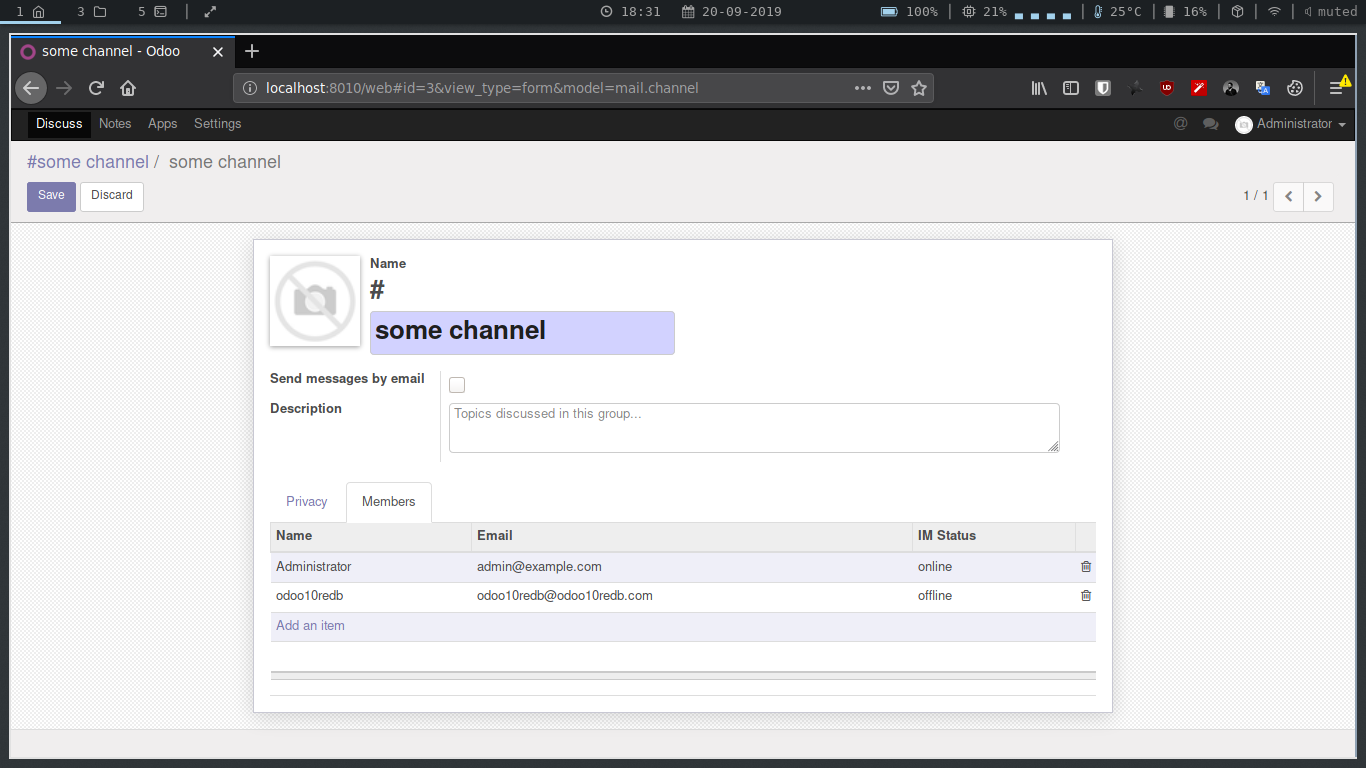 1 3 5 18:31 20-09-2019 100% 21% 25°C 16% muted
some channel - Odoo
localhost:8010/web#id=3&view_type=form&model=mail.channel
Discuss Notes Apps Settings @ Administrator
#some channel / some channel
Save Discard 1 / 1
Name
#
some channel
Send messages by email
Description Topics discussed in this group...
Privacy Members
Name Email IM Status
Administrator admin@example.com online
odoo10redb odoo10redb@odoo10redb.com offline
Add an item